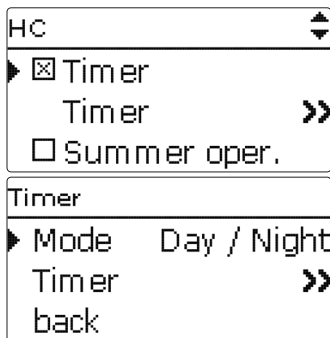 HC
Timer
Timer >>
Summer oper.
Timer
Mode Day / Night
Timer >>
back